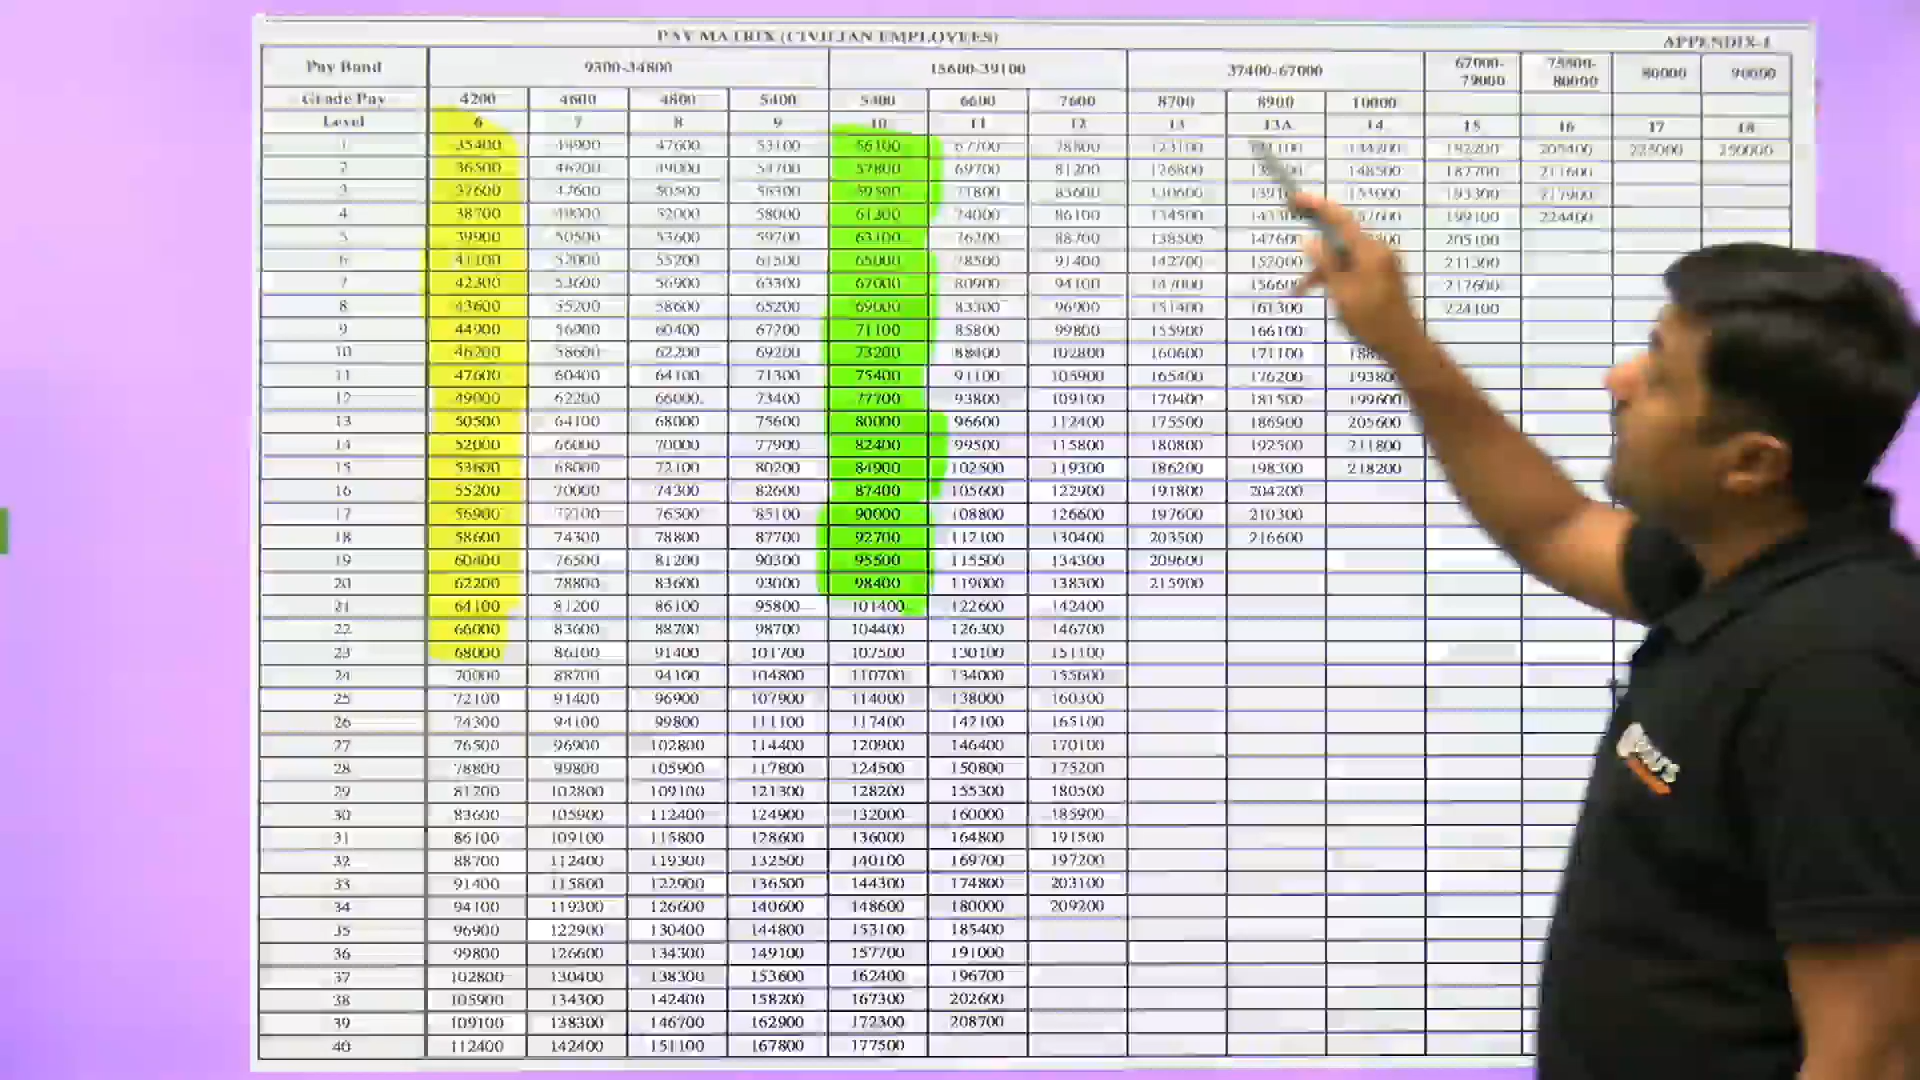 PAY MATRIX (CIVILIAN EMPLOYEES)
APPENDIX-I
Pay Band 9300-34800 15600-39100 37400-67000 67000-79000 75500-80000 80000 90000
Grade Pay 4200 4600 4800 5400 5400 6600 7600 8700 8900 10000
Level 6 7 8 9 10 11 12 13 13A 14 15 16 17 18
1 35400 44900 47600 53100 56100 67700 78800 123100 182200 205400 225000 250000
2 36500 46200 49000 54700 57800 69700 81200 126800 148500 187700 211600
3 37600 47600 50500 56300 59500 71800 83600 130600 153000 193300 217900
4 38700 49000 52000 58000 61300 74000 86100 134500 199100 224400
5 39900 50500 53600 59700 63100 76200 88700 138500 147600 205100
6 41100 52000 55200 61500 65000 78500 91400 142700 152000 211300
7 42300 53600 56900 63300 67000 80900 94100 147000 156600 217600
8 43600 55200 58600 65200 69000 83300 96900 151400 161300 224100
9 44900 56900 60400 67200 71100 85800 99800 155900 166100
10 46200 58600 62200 69200 73200 88400 102800 160600 171100
11 47600 60400 64100 71300 75400 91100 105900 165400 176200 193800
12 49000 62200 66000 73400 77700 93800 109100 170400 181500 199600
13 50500 64100 68000 75600 80000 96600 112400 175500 186900 205600
14 52000 66000 70000 77900 82400 99500 115800 180800 192500 211800
15 53600 68000 72100 80200 84900 102500 119300 186200 198300 218200
16 55200 70000 74300 82600 87400 105600 122900 191800 204200
17 56900 72100 76500 85100 90000 108800 126600 197600 210300
18 58600 74300 78800 87700 92700 112100 130400 203500 216600
19 60400 76500 81200 90300 95500 115500 134300 209600
20 62200 78800 83600 93000 98400 119000 138300 215900
21 64100 81200 86100 95800 101400 122600 142400
22 66000 83600 88700 98700 104400 126300 146700
23 68000 86100 91400 101700 107500 130100 151100
24 70000 88700 94100 104800 110700 134000 155600
25 72100 91400 96900 107900 114000 138000 160300
26 74300 94100 99800 111100 117400 142100 165100
27 76500 96900 102800 114400 120900 146400 170100
28 78800 99800 105900 117800 124500 150800 175200
29 81200 102800 109100 121300 128200 155300 180500
30 83600 105900 112400 124900 132000 160000 185900
31 86100 109100 115800 128600 136000 164800 191500
32 88700 112400 119300 132500 140100 169700 197200
33 91400 115800 122900 136500 144300 174800 203100
34 94100 119300 126600 140600 148600 180000 209200
35 96900 122900 130400 144800 153100 185400
36 99800 126600 134300 149100 157700 191000
37 102800 130400 138300 153600 162400 196700
38 105900 134300 142400 158200 167300 202600
39 109100 138300 146700 162900 172300 208700
40 112400 142400 151100 167800 177500